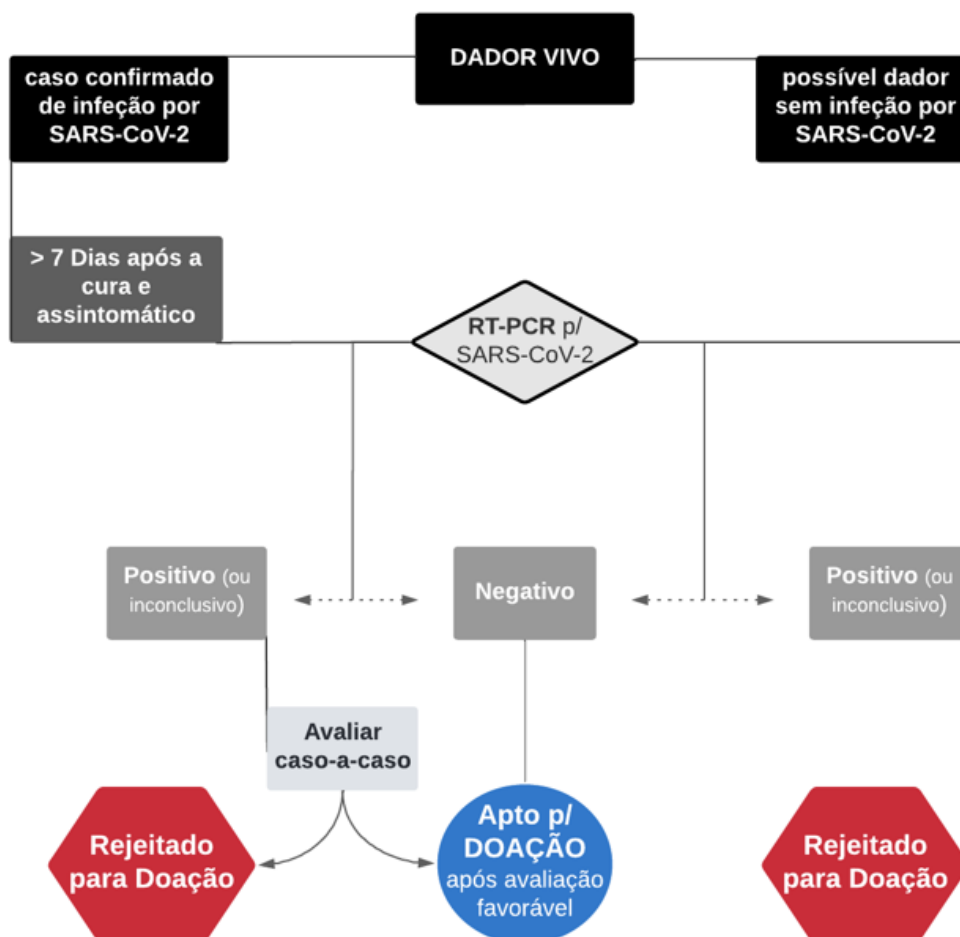 DADOR VIVO
caso confirmado
de infeção por
SARS-CoV-2
possível dador
sem infeção por
SARS-CoV-2
> 7 Dias após a
cura e
assintomático
RT-PCR p/
SARS-CoV-2
Positivo (ou
inconclusivo)
Negativo
Positivo (ou
inconclusivo)
Avaliar
caso-a-caso
Rejeitado
para Doação
Apto p/
DOAÇÃO
após avaliação
favorável
Rejeitado
para Doação